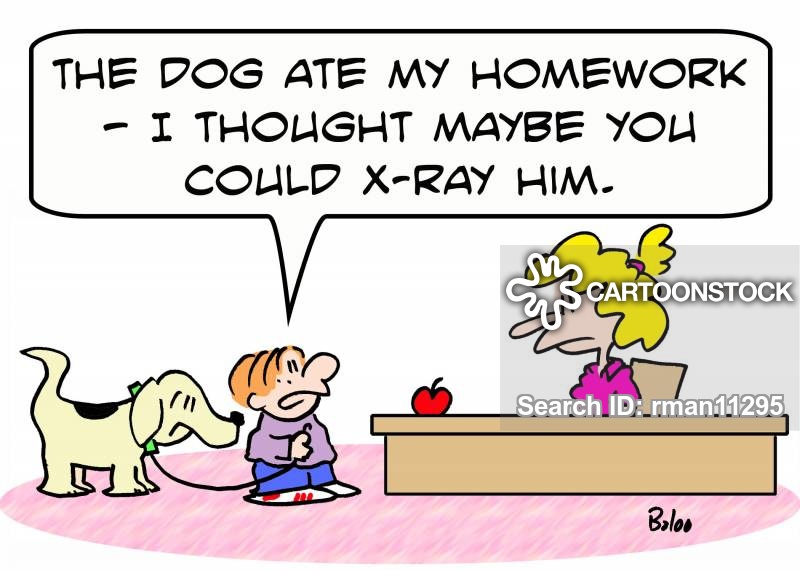 THE DOG ATE MY HOMEWORK
- I THOUGHT MAYBE YOU
COULD X-RAY HIM.
CARTOONSTOCK
Search ID: rman11295
Baloo